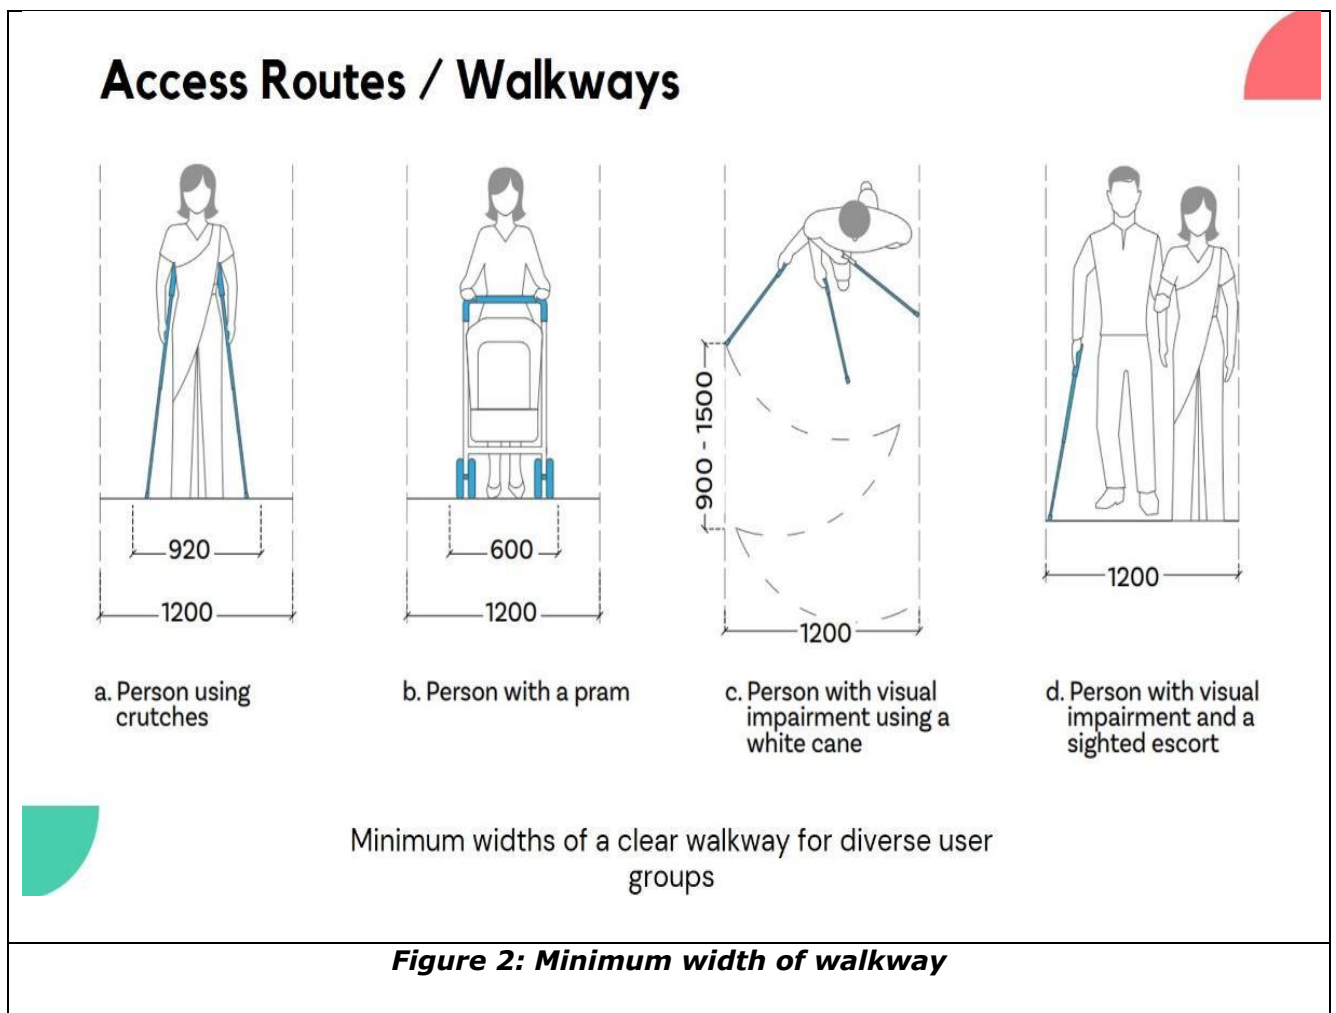 Access Routes / Walkways
920
1200
600
1200
900 - 1500
1200
1200
a. Person using
crutches
b. Person with a pram
c. Person with visual
impairment using a
white cane
d. Person with visual
impairment and a
sighted escort
Minimum widths of a clear walkway for diverse user
groups
Figure 2: Minimum width of walkway